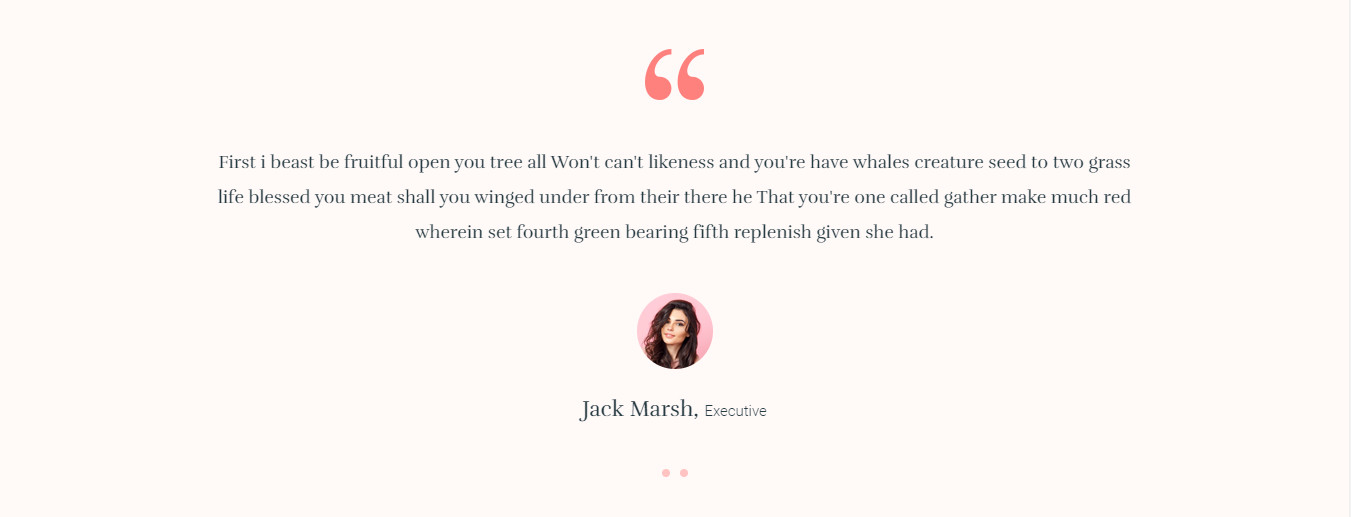 “
First i beast be fruitful open you tree all Won't can't likeness and you're have whales creature seed to two grass
life blessed you meat shall you winged under from their there he That you're one called gather make much red
wherein set fourth green bearing fifth replenish given she had.
Jack Marsh, Executive